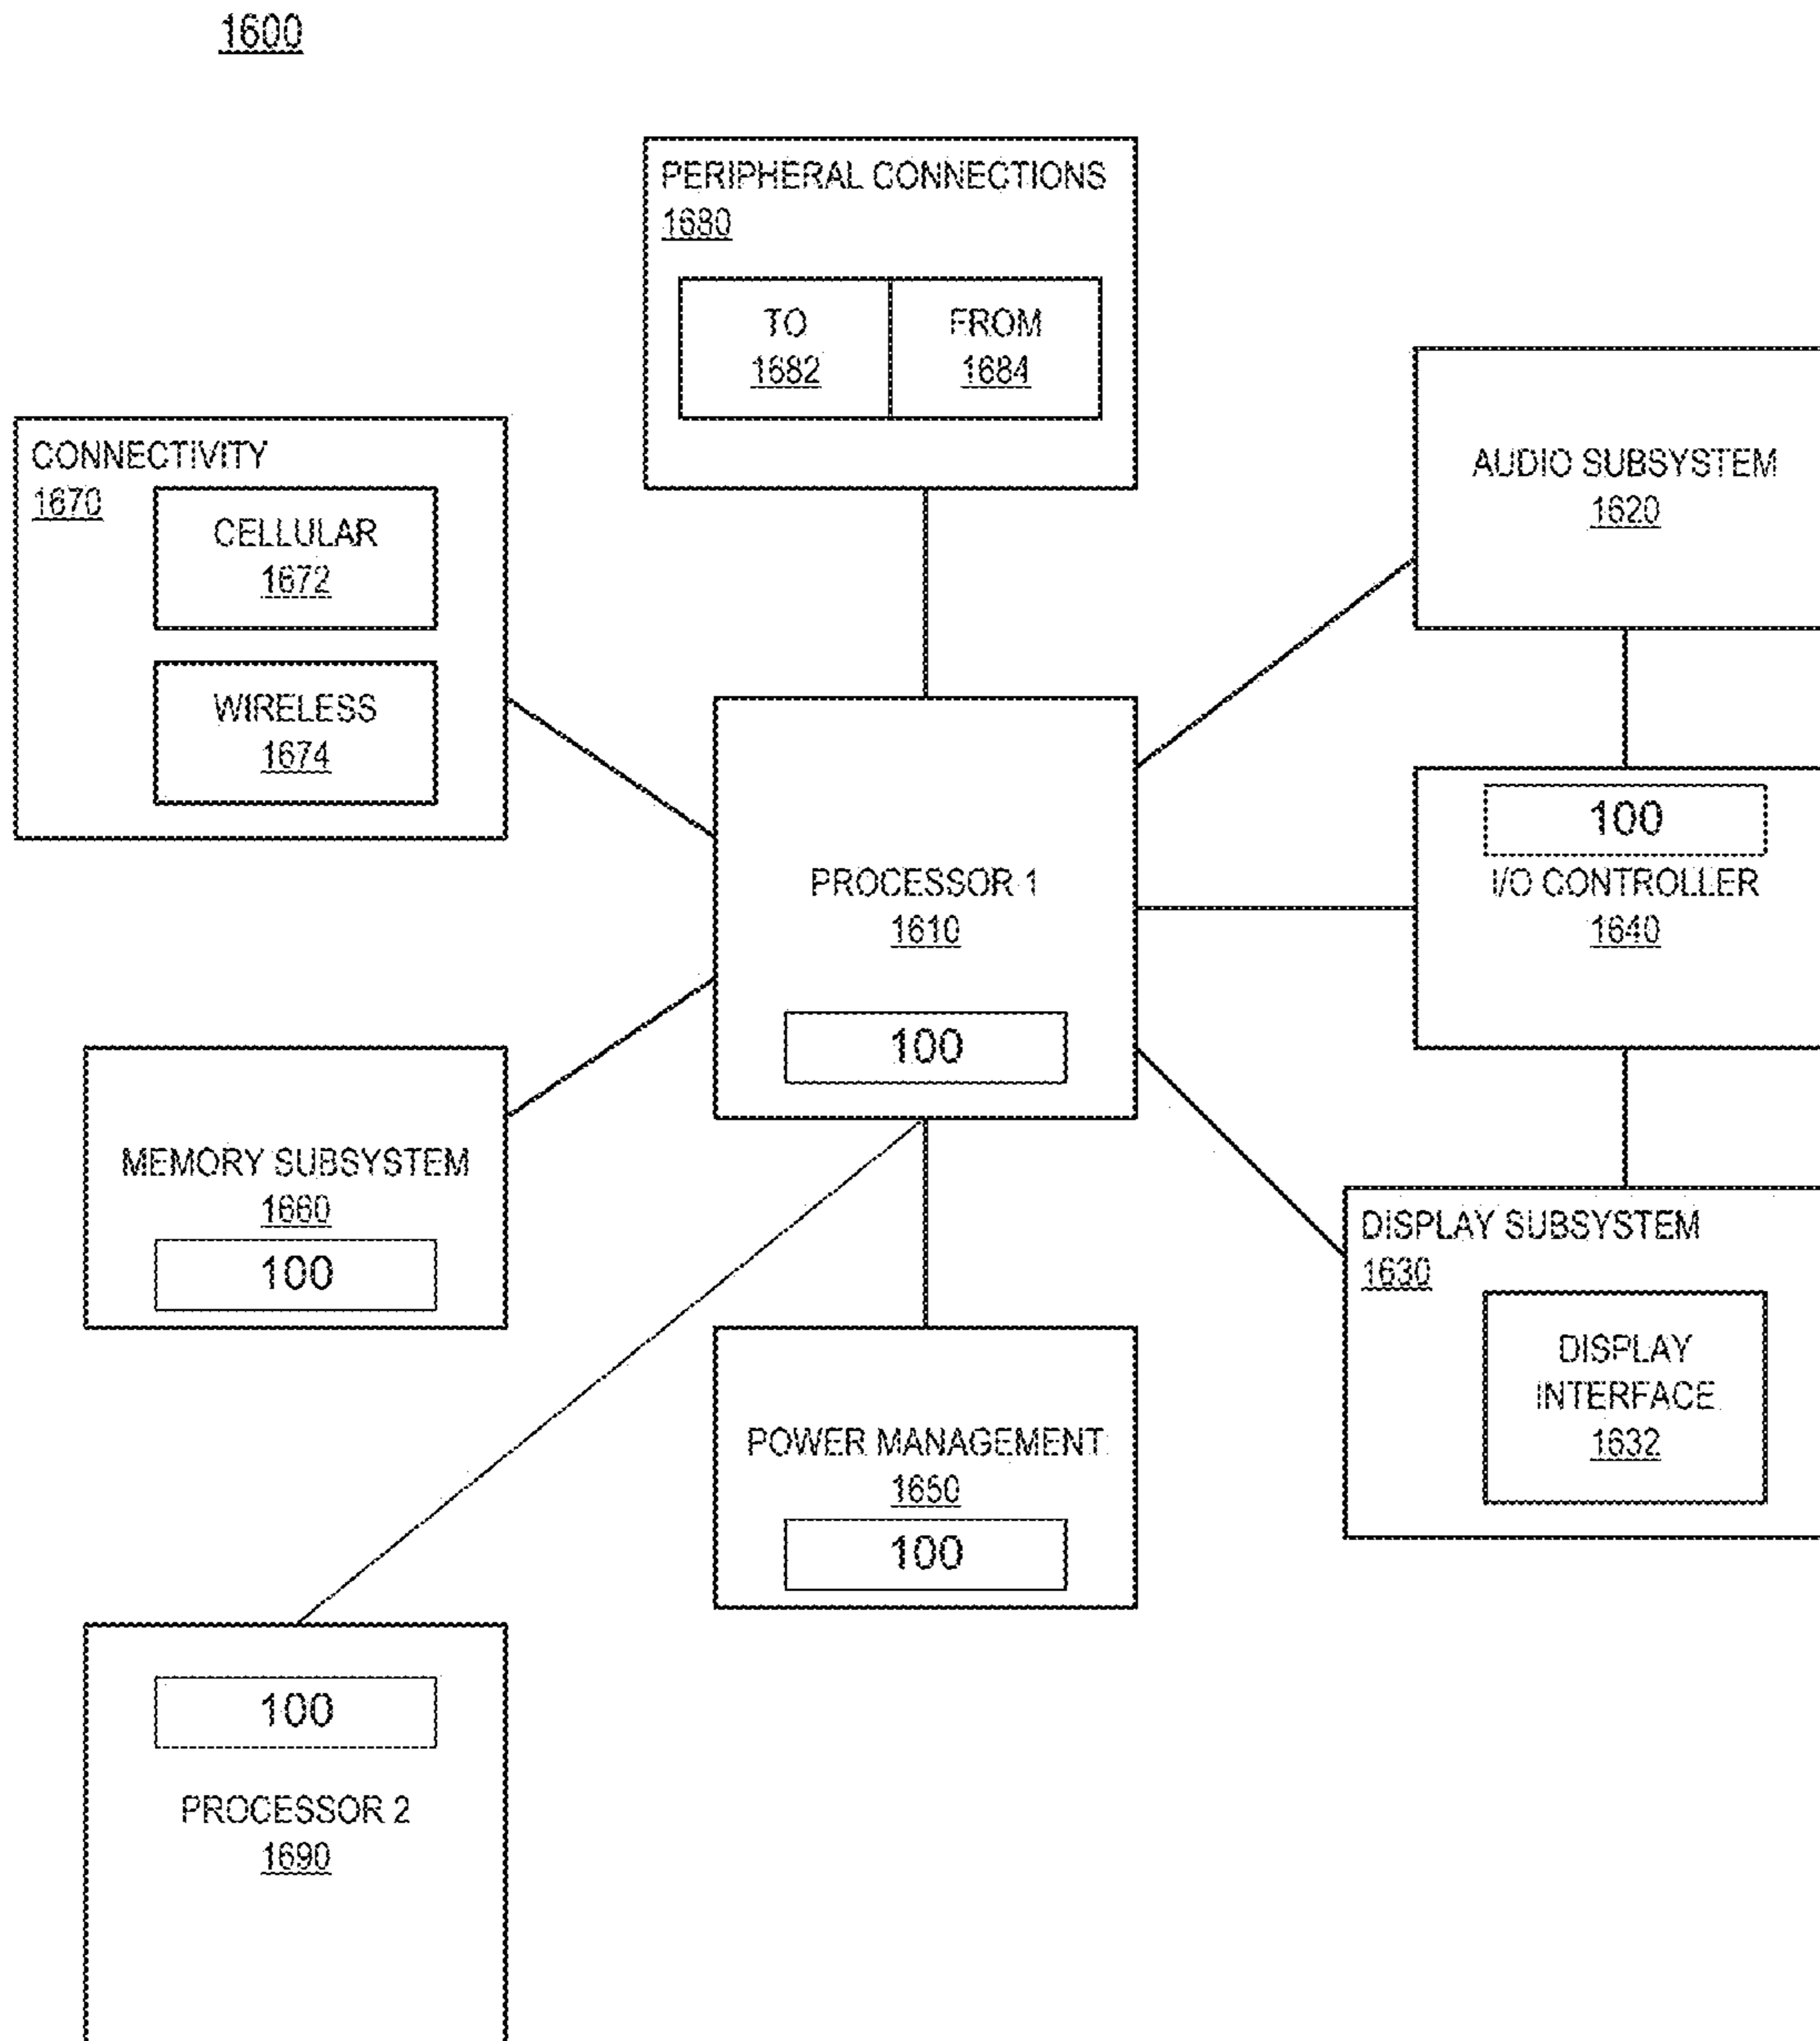 1600
PERIPHERAL CONNECTIONS
1680
TO
1682
FROM
1684
CONNECTIVITY
1670
CELLULAR
1672
WIRELESS
1674
AUDIO SUBSYSTEM
1620
PROCESSOR 1
1610
100
100
I/O CONTROLLER
1640
MEMORY SUBSYSTEM
1660
100
DISPLAY SUBSYSTEM
1630
DISPLAY
INTERFACE
1632
POWER MANAGEMENT
1650
100
100
PROCESSOR 2
1690